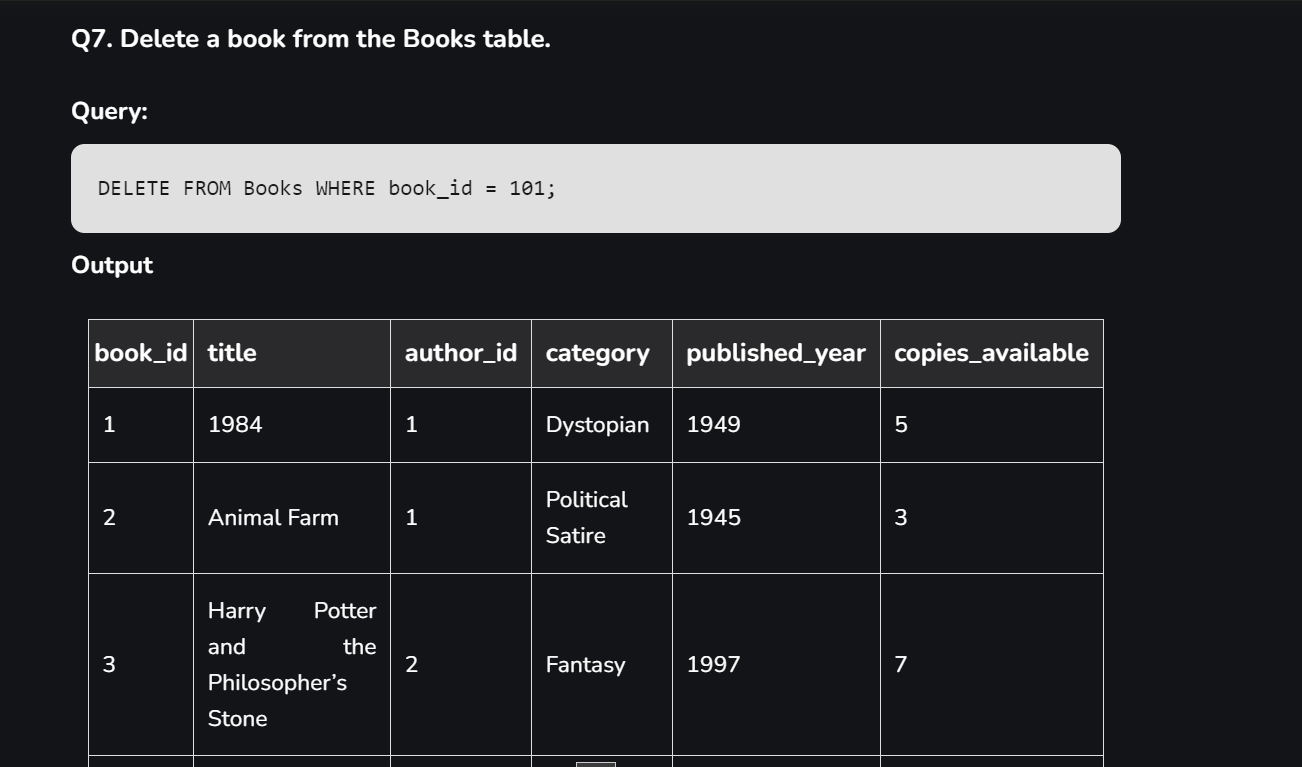 Q7. Delete a book from the Books table.
Query:
DELETE FROM Books WHERE book_id = 101;
Output
book_id title author_id category published_year copies_available
1 1984 1 Dystopian 1949 5
2 Animal Farm 1 Political Satire 1945 3
3 Harry Potter and the Philosopher’s Stone 2 Fantasy 1997 7